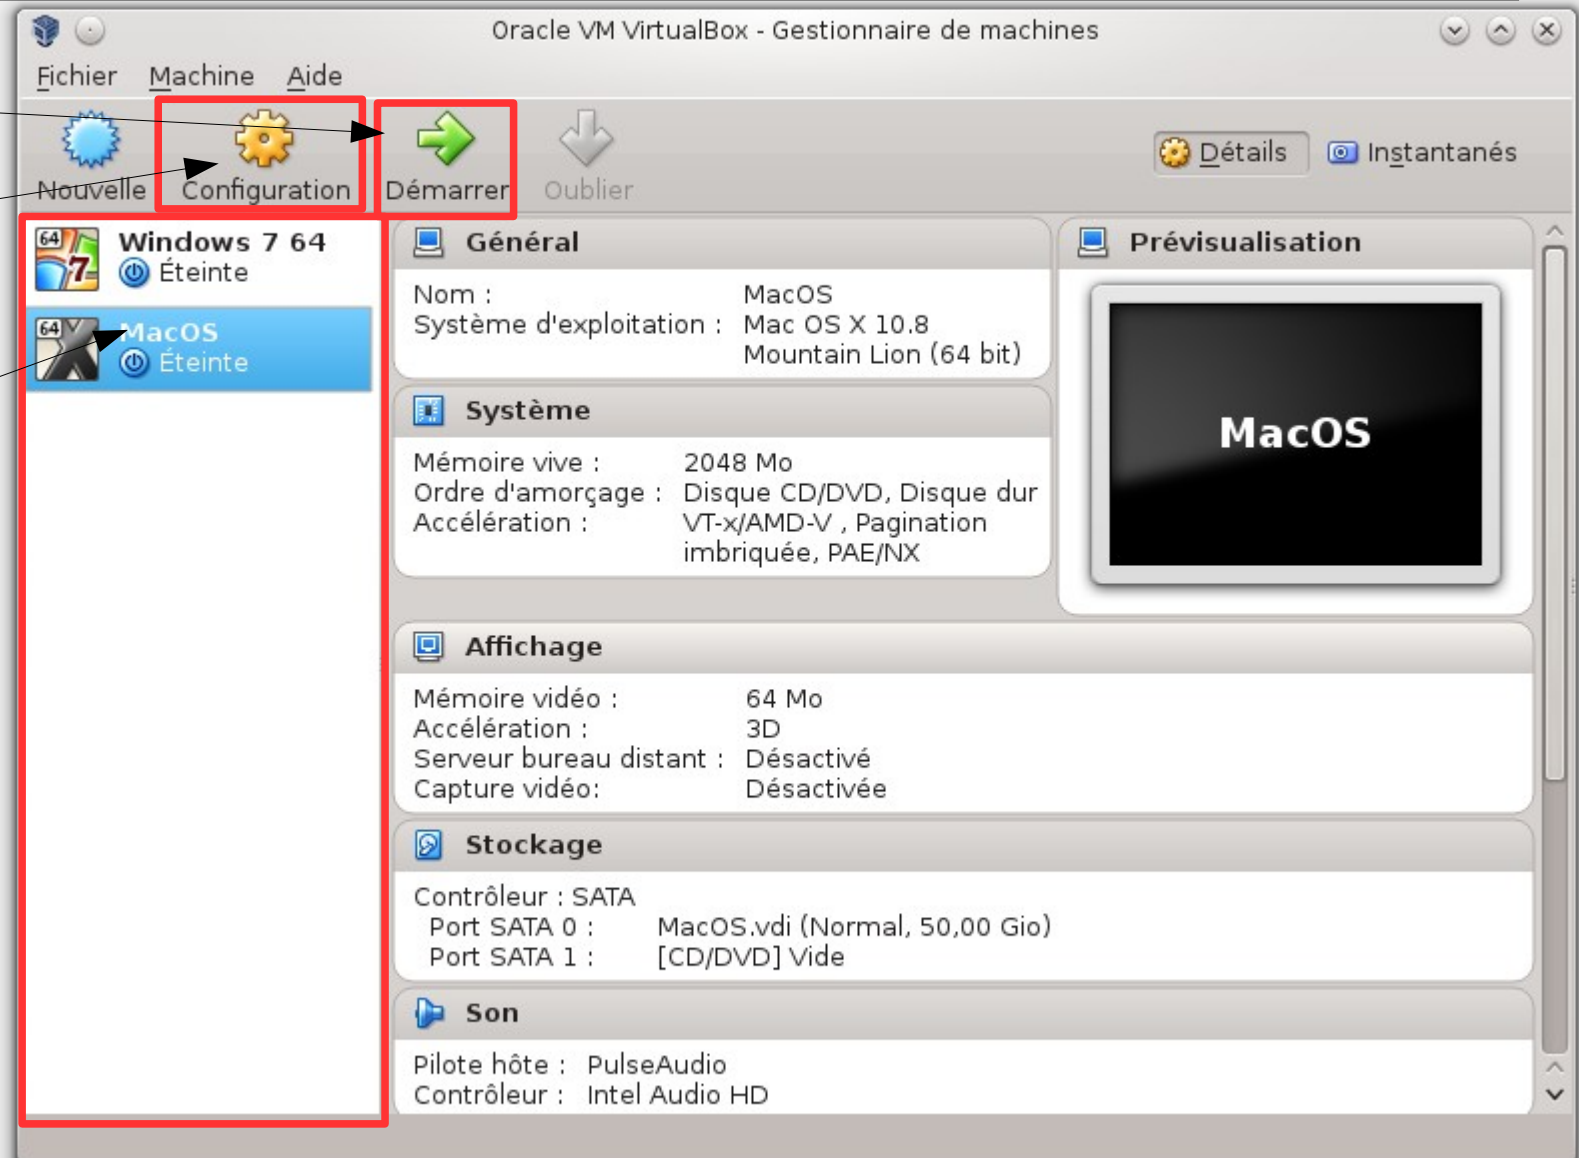 Oracle VM VirtualBox - Gestionnaire de machines
Fichier Machine Aide
Nouvelle Configuration Démarrer Oublier Détails Instantanés
64 7 Windows 7 64
Éteinte
64 X MacOS
Éteinte
Général
Nom : MacOS
Système d'exploitation : Mac OS X 10.8
Mountain Lion (64 bit)
Système
Mémoire vive : 2048 Mo
Ordre d'amorçage : Disque CD/DVD, Disque dur
Accélération : VT-x/AMD-V , Pagination
imbriquée, PAE/NX
Prévisualisation
MacOS
Affichage
Mémoire vidéo : 64 Mo
Accélération : 3D
Serveur bureau distant : Désactivé
Capture vidéo: Désactivée
Stockage
Contrôleur : SATA
Port SATA 0 : MacOS.vdi (Normal, 50,00 Gio)
Port SATA 1 : [CD/DVD] Vide
Son
Pilote hôte : PulseAudio
Contrôleur : Intel Audio HD